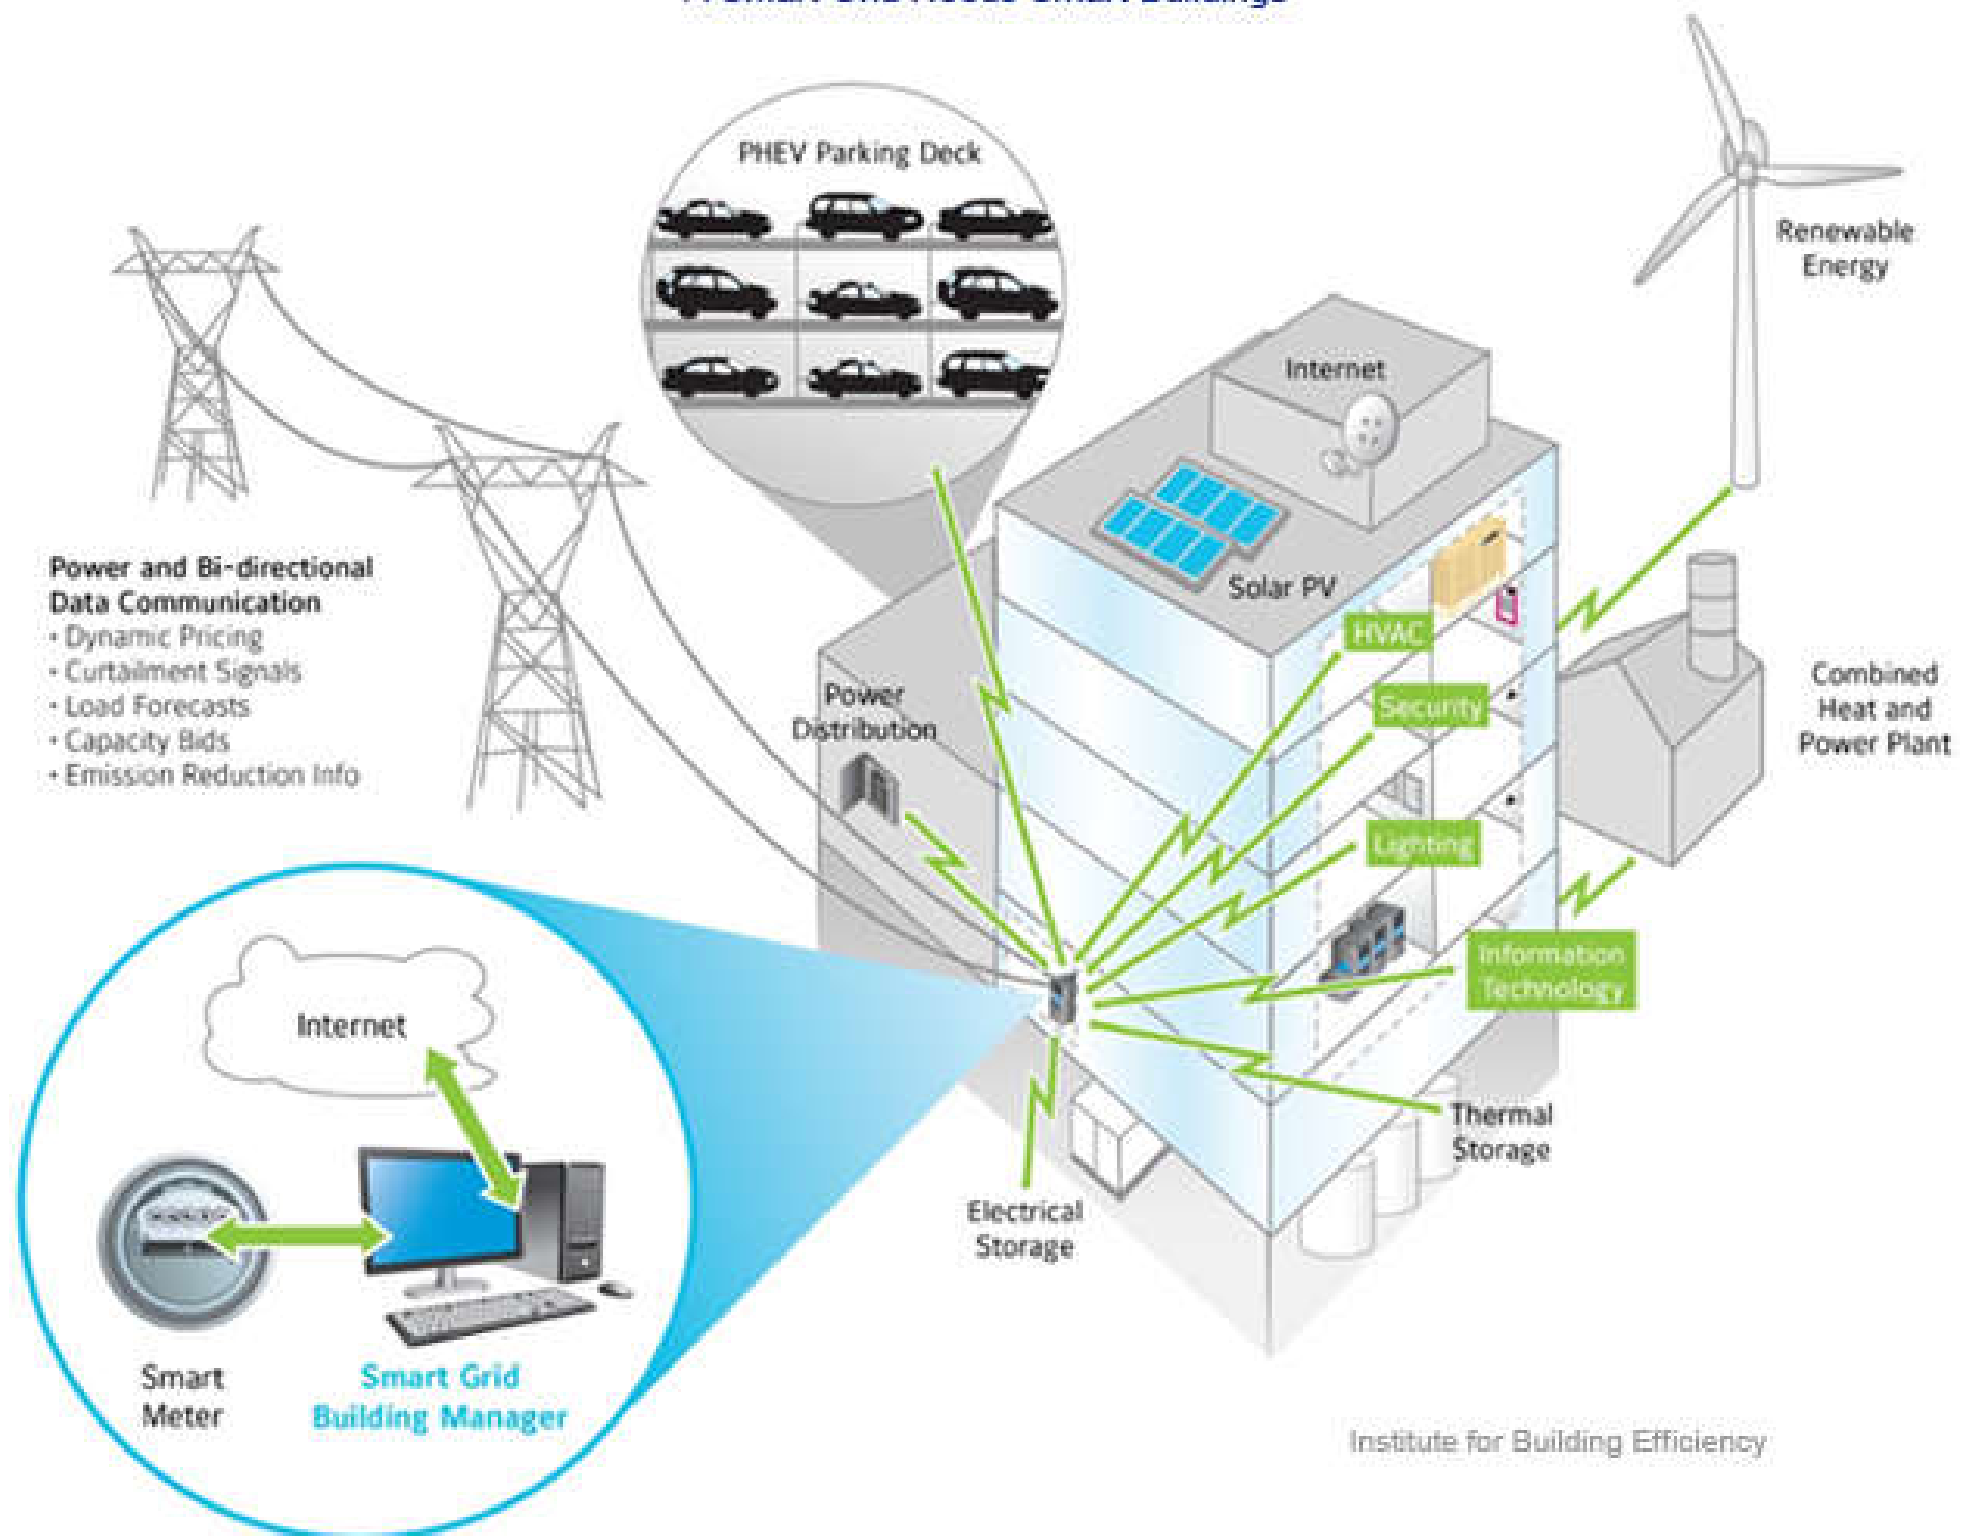 PHEV Parking Deck
Renewable
Energy
Internet
Solar PV
HVAC
Security
Lighting
Information
Technology
Combined
Heat and
Power Plant
Power and Bi-directional
Data Communication
• Dynamic Pricing
• Curtailment Signals
• Load Forecasts
• Capacity Bids
• Emission Reduction Info
Power
Distribution
Internet
Thermal
Storage
Electrical
Storage
Smart
Meter
Smart Grid
Building Manager
Institute for Building Efficiency